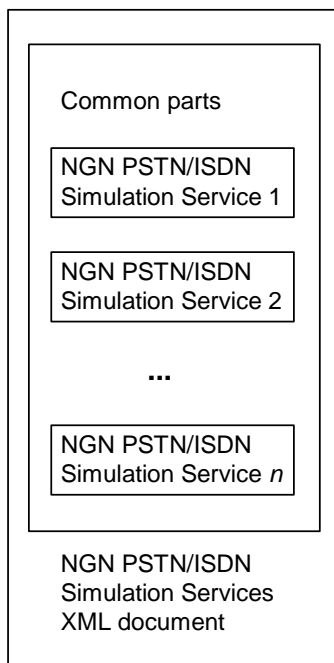 Common parts
NGN PSTN/ISDN
Simulation Service 1
NGN PSTN/ISDN
Simulation Service 2
...
NGN PSTN/ISDN
Simulation Service n
NGN PSTN/ISDN
Simulation Services
XML document